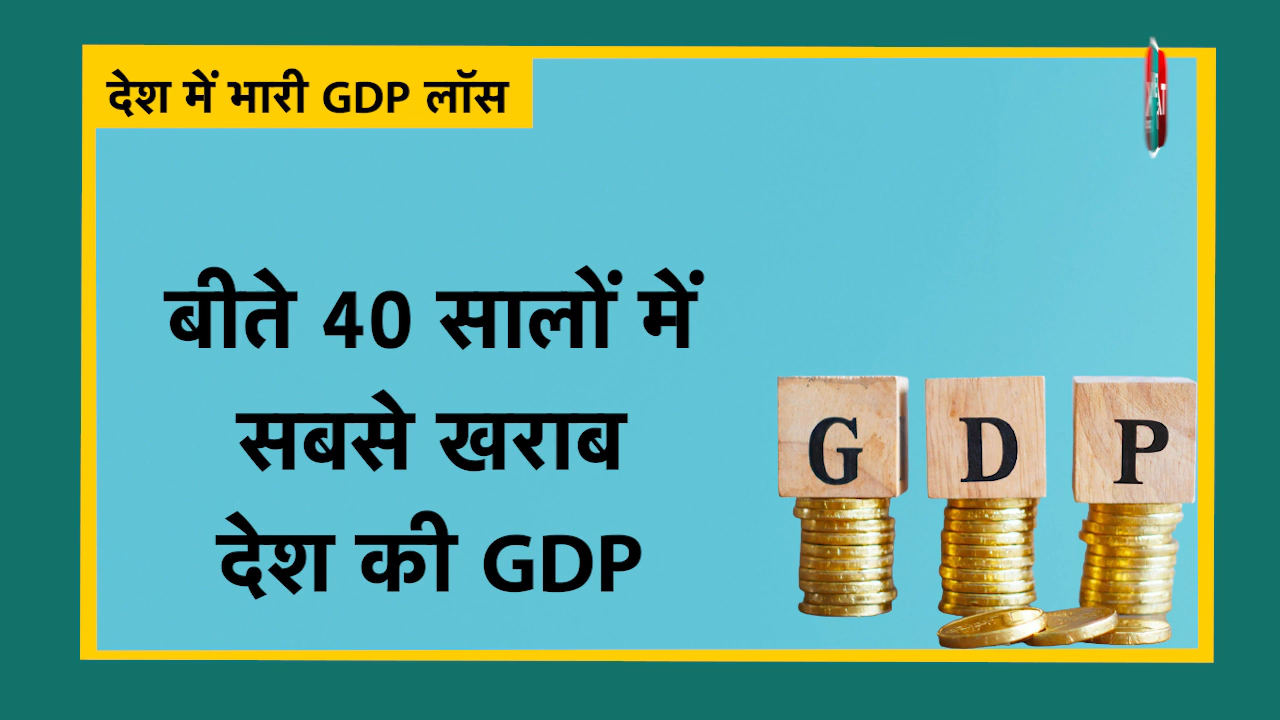 देश में भारी GDP लॉस
बीते 40 सालों में
सबसे खराब
देश की GDP
G D P